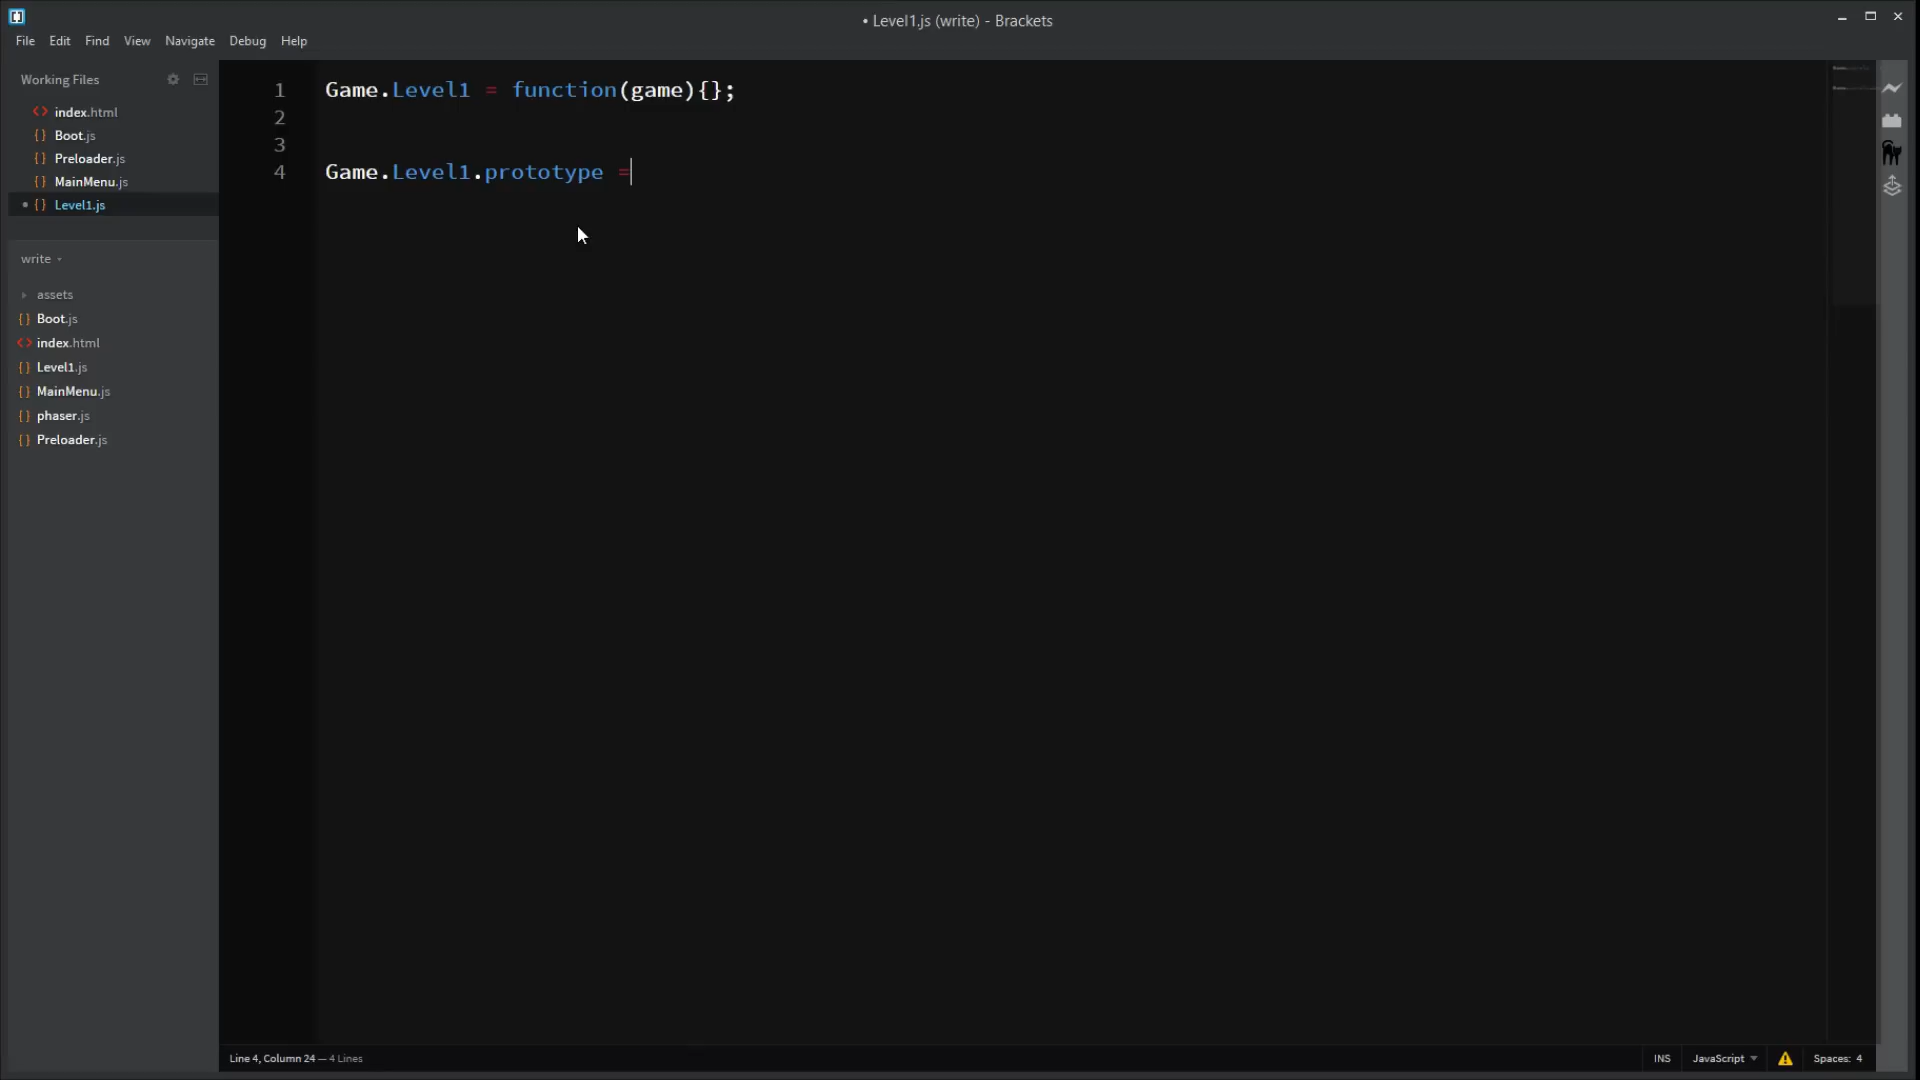 • Level1.js (write) - Brackets
File Edit Find View Navigate Debug Help
Working Files
index.html
Boot.js
Preloader.js
MainMenu.js
• Level1.js
write
assets
Boot.js
index.html
Level1.js
MainMenu.js
phaser.js
Preloader.js
1 Game.Level1 = function(game){};
2
3
4 Game.Level1.prototype =
Line 4, Column 24 — 4 Lines
INS JavaScript Spaces: 4